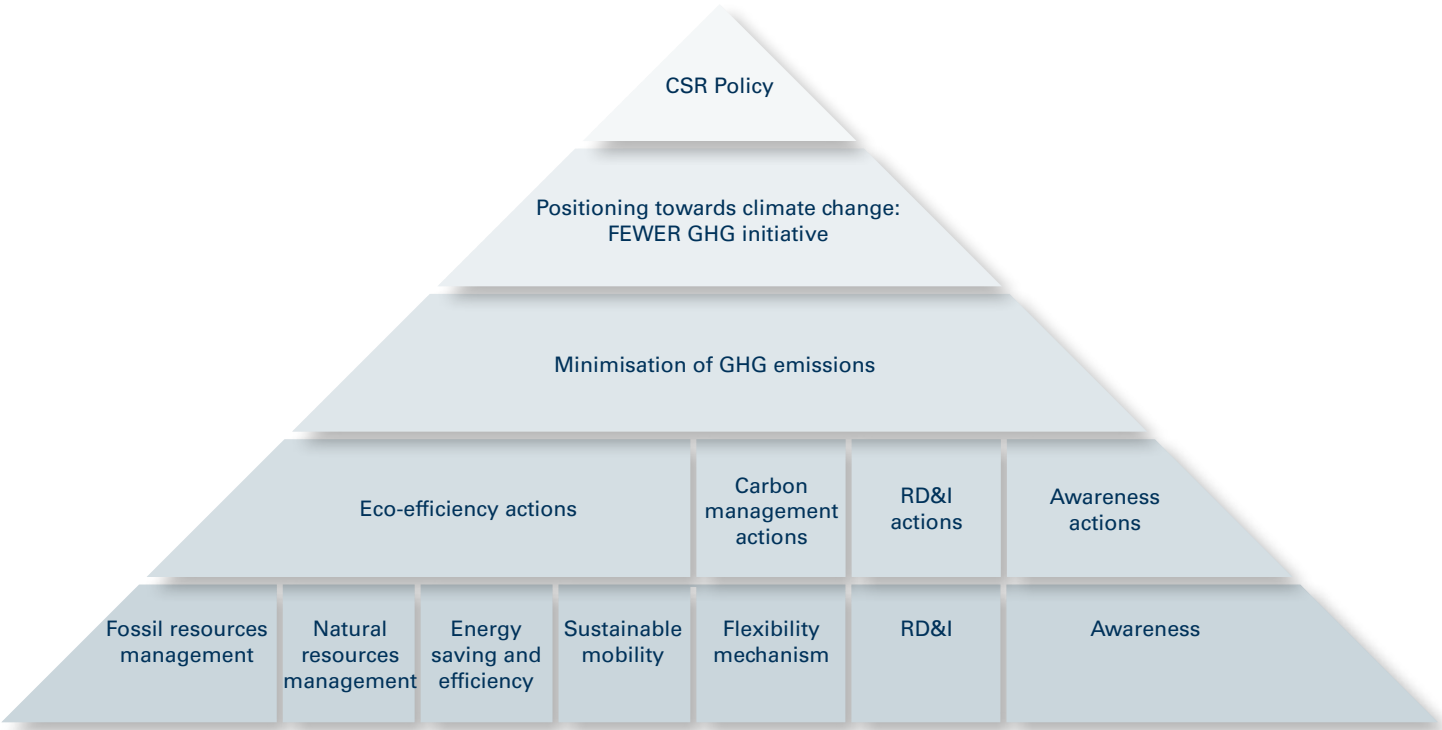 CSR Policy
Positioning towards climate change:
FEWER GHG initiative
Minimisation of GHG emissions
Eco-efficiency actions
Carbon
management
actions
RD&I
actions
Awareness
actions
Fossil resources
management
Natural
resources
management
Energy
saving and
efficiency
Sustainable
mobility
Flexibility
mechanism
RD&I
Awareness